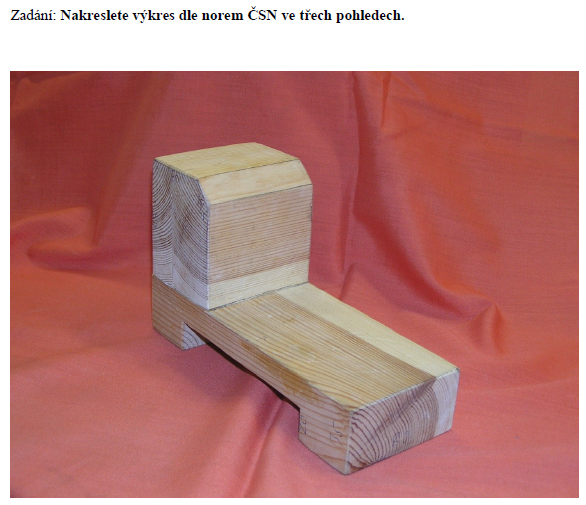 Zadání: Nakreslete výkres dle norem ČSN ve třech pohledech.